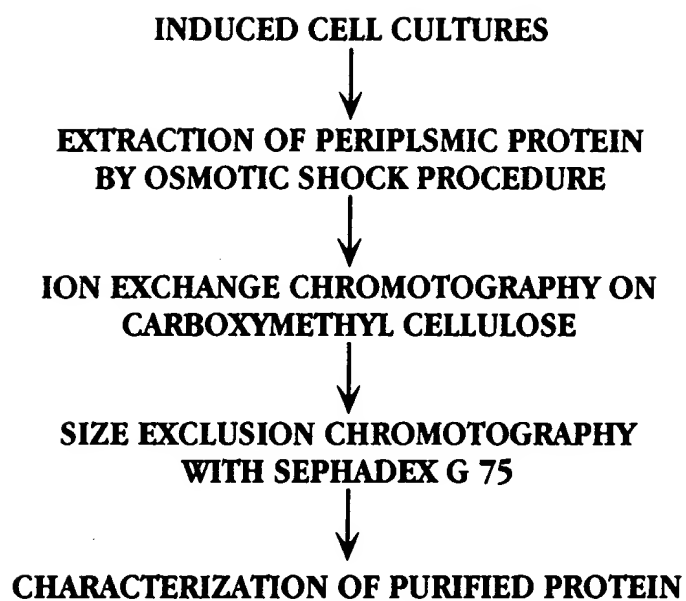 INDUCED CELL CULTURES
EXTRACTION OF PERIPLSMIC PROTEIN
BY OSMOTIC SHOCK PROCEDURE
ION EXCHANGE CHROMOTOGRAPHY ON
CARBOXYMETHYL CELLULOSE
SIZE EXCLUSION CHROMOTOGRAPHY
WITH SEPHADEX G 75
CHARACTERIZATION OF PURIFIED PROTEIN